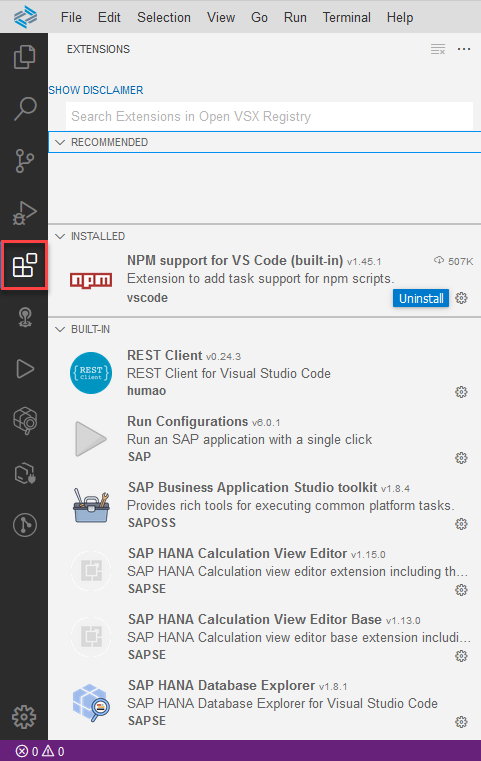 File Edit Selection View Go Run Terminal Help
EXTENSIONS
SHOW DISCLAIMER
Search Extensions in Open VSX Registry
RECOMMENDED
INSTALLED
NPM support for VS Code (built-in) v1.45.1 507K
npm
Extension to add task support for npm scripts.
vscode Uninstall
BUILT-IN
REST Client v0.24.3
{REST}
Client
REST Client for Visual Studio Code
humao
Run Configurations v6.0.1
Run an SAP application with a single click
SAP
SAP Business Application Studio toolkit v1.8.4
Provides rich tools for executing common platform tasks.
SAPOSS
SAP HANA Calculation View Editor v1.15.0
SAP HANA Calculation view editor extension including th...
SAPSE
SAP HANA Calculation View Editor Base v1.13.0
SAP HANA Calculation view editor base extension includi...
SAPSE
SAP HANA Database Explorer v1.8.1
SAP HANA Database Explorer for Visual Studio Code
SAPSE
0 0